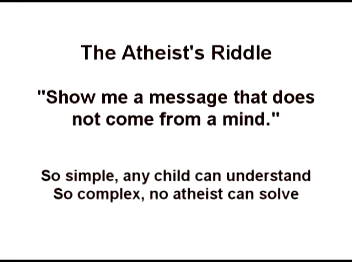 The Atheist's Riddle
"Show me a message that does
not come from a mind."
So simple, any child can understand
So complex, no atheist can solve